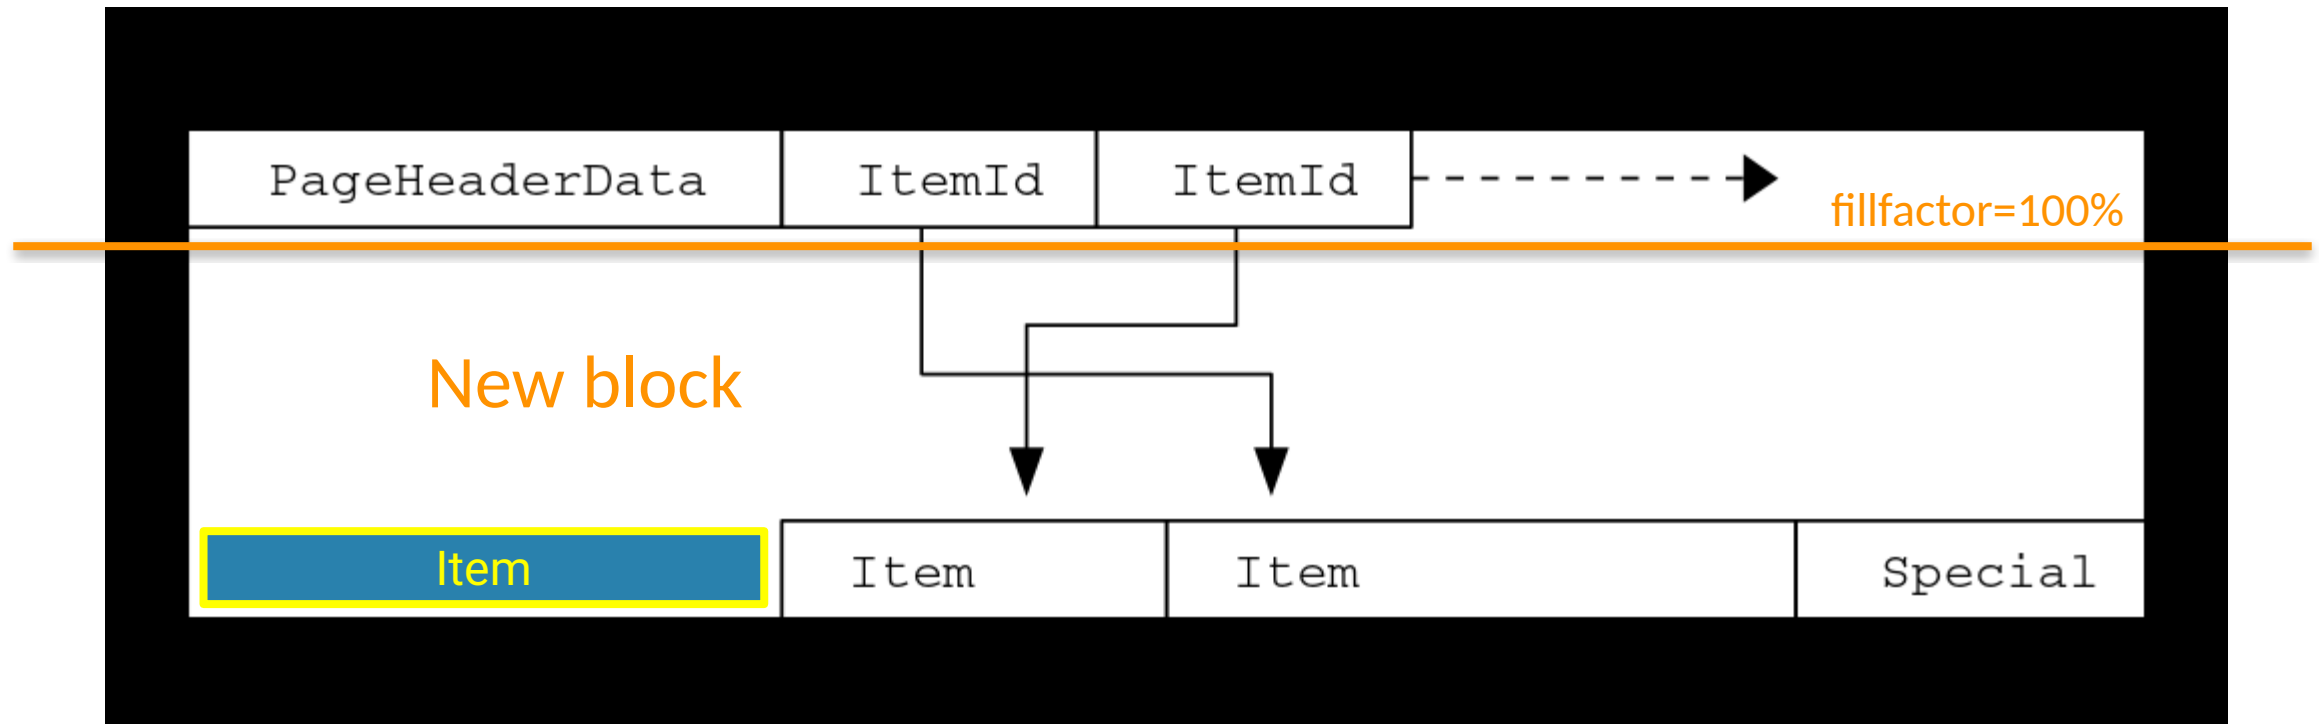 PageHeaderData ItemId ItemId
fillfactor=100%
New block
Item Item Item Special